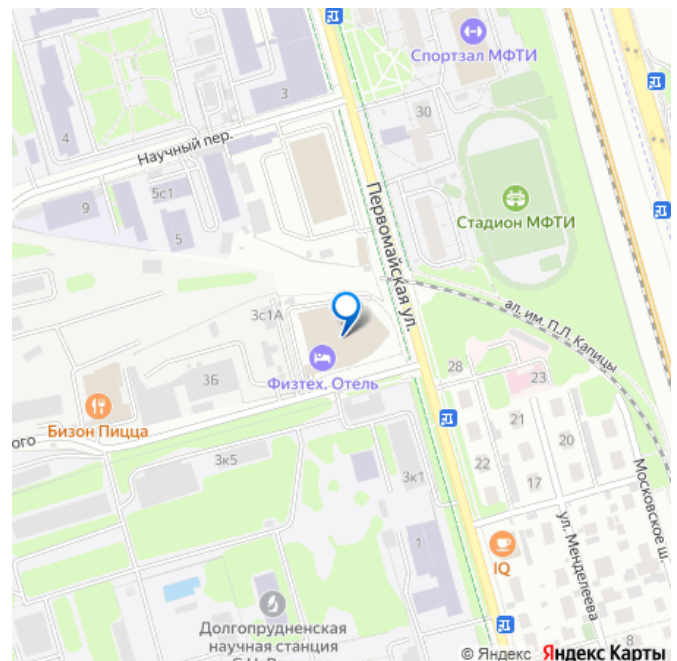 Спортзал МФТИ
3
30
4
Научный пер.
5с1
9
5
Первомайская ул.
Стадион МФТИ
ал. им. П.Л. Капицы
3с1А
28
23
3Б
Физтех. Отель
Бизон Пицца
21
20
ого
22
3к5
3к1
17
Московское ш.
1
ул. Менделеева
IQ
Долгопрудненская
научная станция
8
© Яндекс Яндекс Карты